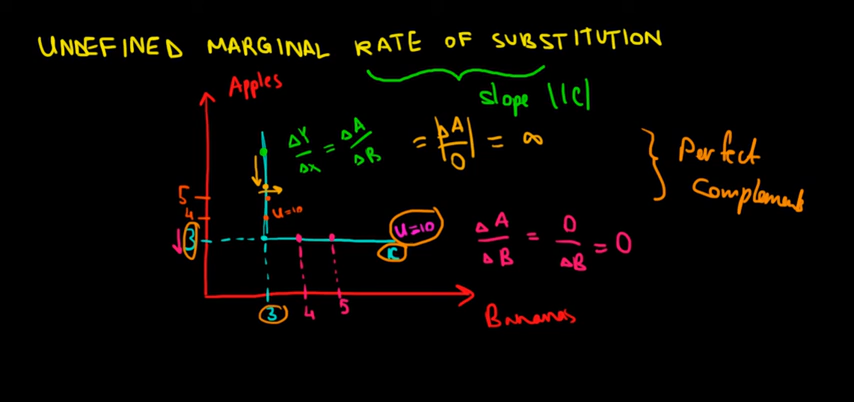 UNDEFINED MARGINAL RATE OF SUBSTITUTION
Apples
slope |IC|
ΔY/ΔX = ΔA/ΔB = |ΔA/0| = ∞
Perfect
Complement
5
4
U=10
3
U=10
IC
ΔA/ΔB = 0/ΔB = 0
3
4
5
Bananas